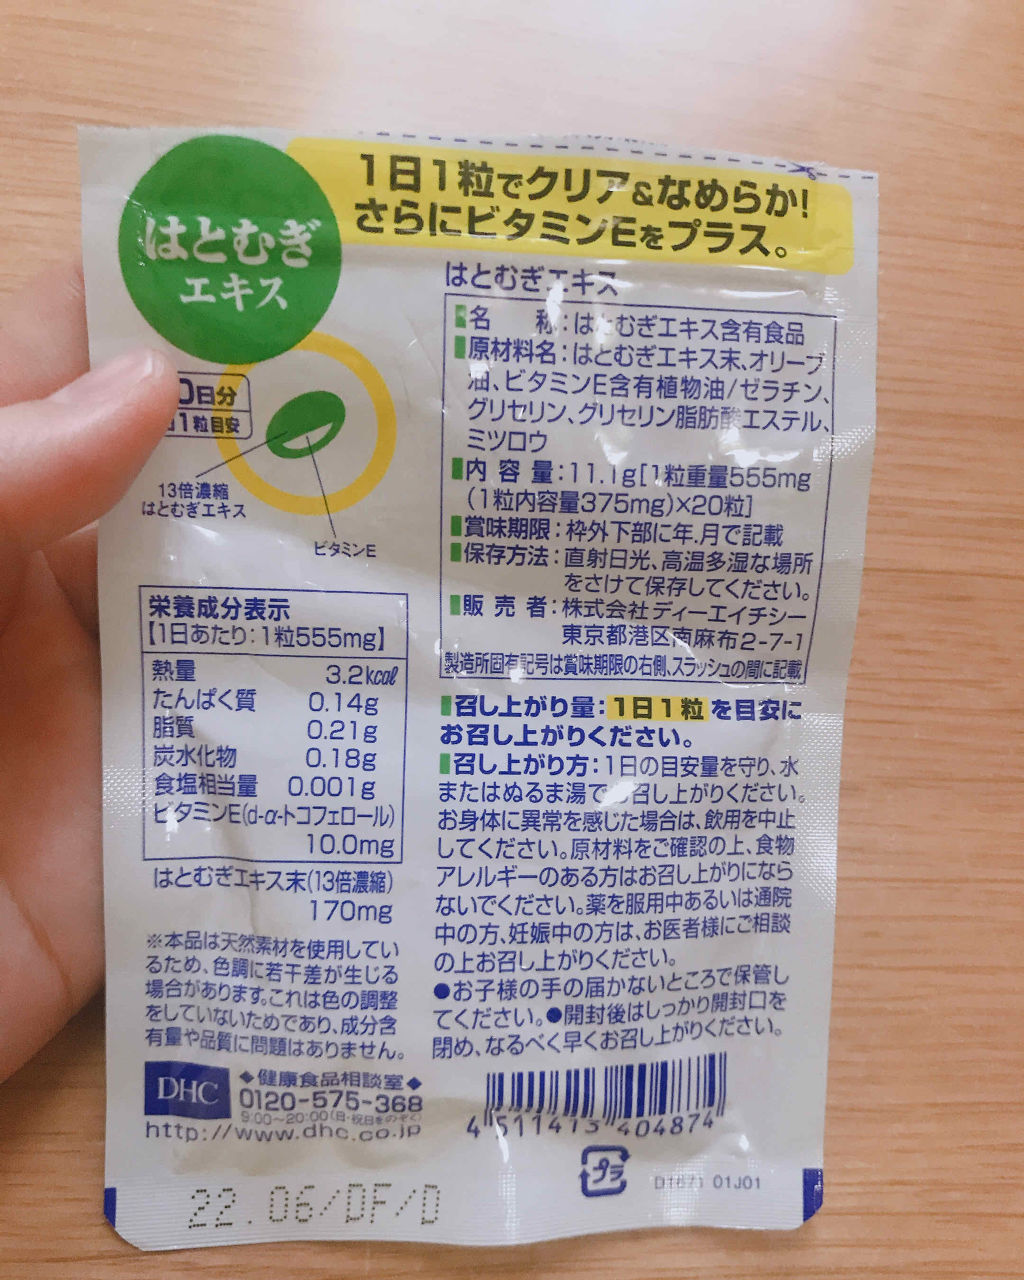 1日1粒でクリア&なめらか!
さらにビタミンEをプラス。
はとむぎ
エキス
0日分
1粒目安
13倍濃縮
はとむぎエキス
ビタミンE
はとむぎエキス
名　称:はとむぎエキス含有食品
原材料名:はとむぎエキス末、オリーブ
油、ビタミンE含有植物油/ゼラチン、
グリセリン、グリセリン脂肪酸エステル、
ミツロウ
内容量:11.1g[1粒重量555mg
(1粒内容量375mg)×20粒]
賞味期限:枠外下部に年.月で記載
保存方法:直射日光、高温多湿な場所
をさけて保存してください。
販売者:株式会社 ディーエイチシー
東京都港区南麻布2-7-1
製造所固有記号は賞味期限の右側、スラッシュの間に記載
栄養成分表示
【1日あたり:1粒555mg】
熱量 3.2kcal
たんぱく質 0.14g
脂質 0.21g
炭水化物 0.18g
食塩相当量 0.001g
ビタミンE(d-α-トコフェロール)
10.0mg
はとむぎエキス末(13倍濃縮)
170mg
※本品は天然素材を使用してい
るため、色調に若干差が生じる
場合があります。これは色の調整
をしていないためであり、成分含
有量や品質に問題はありません。
召し上がり量:1日1粒を目安に
お召し上がりください。
召し上がり方:1日の目安量を守り、水
またはぬるま湯で召し上がりください。
お身体に異常を感じた場合は、飲用を中止
してください。原材料をご確認の上、食物
アレルギーのある方はお召し上がりになら
ないでください。薬を服用中あるいは通院
中の方、妊娠中の方は、お医者様にご相談
の上お召し上がりください。
●お子様の手の届かないところで保管し
てください。●開封後はしっかり開封口を
閉め、なるべく早くお召し上がりください。
DHC
◆健康食品相談室◆
0120-575-368
9:00〜20:00(日・祝日をのぞく)
http://www.dhc.co.jp
4 511413 404874
プラ
D1671 01J01
22.06/DF/D